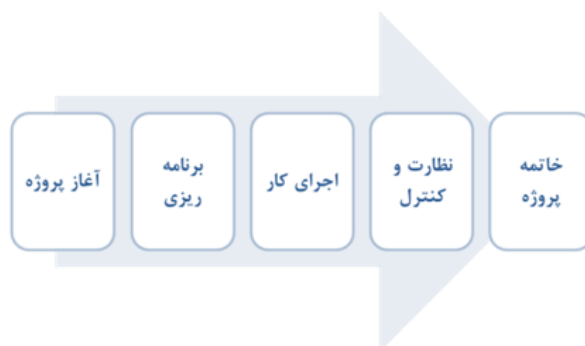 آغاز پروژه
برنامه
ریزی
اجرای کار
نظارت و
کنترل
خاتمه
پروژه